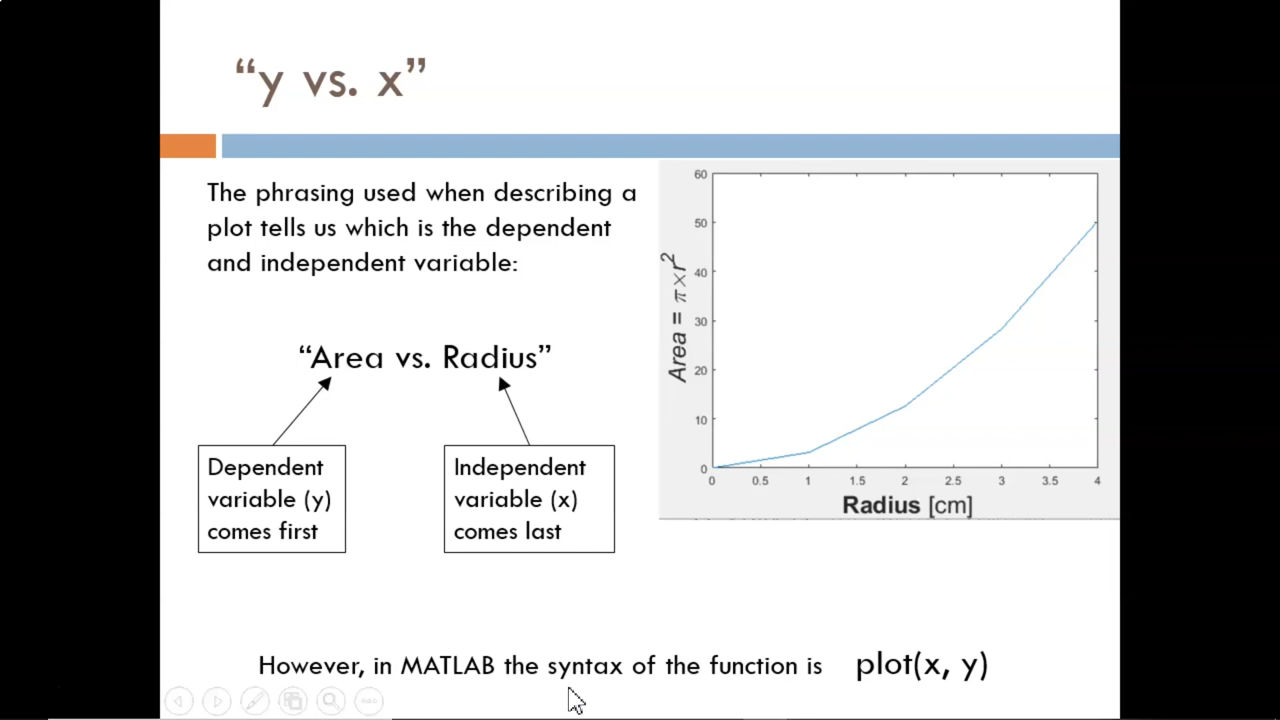 “y vs. x”
The phrasing used when describing a
plot tells us which is the dependent
and independent variable:
“Area vs. Radius”
Dependent
variable (y)
comes first
Independent
variable (x)
comes last
60
50
40
30
20
10
0
Area = π×r²
0 0.5 1 1.5 2 2.5 3 3.5 4
Radius [cm]
However, in MATLAB the syntax of the function is plot(x, y)